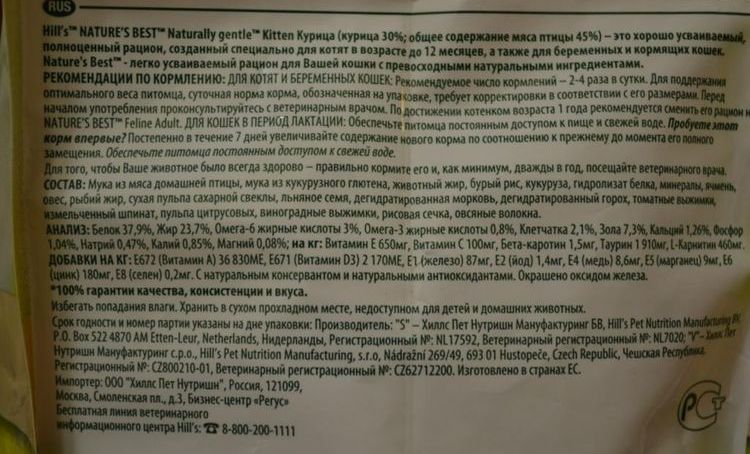 RUS
Hill's™ NATURE'S BEST™ Naturally gentle™ Kitten Курица (курица 30%; общее содержание мяса птицы 45%) – это хорошо усваиваемый,
полноценный рацион, созданный специально для котят в возрасте до 12 месяцев, а также для беременных и кормящих кошек.
Nature's Best™ - легко усваиваемый рацион для Вашей кошки с превосходными натуральными ингредиентами.
РЕКОМЕНДАЦИИ ПО КОРМЛЕНИЮ: ДЛЯ КОТЯТ И БЕРЕМЕННЫХ КОШЕК: Рекомендуемое число кормлений – 2-4 раза в сутки. Для поддержания
оптимального веса питомца, суточная норма корма, обозначенная на упаковке, требует корректировки в соответствии с его размерами. Перед
началом употребления проконсультируйтесь с ветеринарным врачом. По достижении котенком возраста 1 года рекомендуется сменить его рацион на
NATURE'S BEST™ Feline Adult. ДЛЯ КОШЕК В ПЕРИОД ЛАКТАЦИИ: Обеспечьте питомца постоянным доступом к пище и свежей воде. Пробуете этот
корм впервые? Постепенно в течение 7 дней увеличивайте содержание нового корма по соотношению к прежнему до момента его полного
замещения. Обеспечьте питомца постоянным доступом к свежей воде.
Для того, чтобы Ваше животное было всегда здорово – правильно кормите его и, как минимум, дважды в год, посещайте ветеринарного врача.
СОСТАВ: Мука из мяса домашней птицы, мука из кукурузного глютена, животный жир, бурый рис, кукуруза, гидролизат белка, минералы, ячмень,
овес, рыбий жир, сухая пульпа сахарной свеклы, льняное семя, дегидратированная морковь, дегидратированный горох, томатные выжимки,
измельченный шпинат, пульпа цитрусовых, виноградные выжимки, рисовая сечка, овсяные волокна.
АНАЛИЗ: Белок 37,9%, Жир 23,7%, Омега-6 жирные кислоты 3%, Омега-3 жирные кислоты 0,8%, Клетчатка 2,1%, Зола 7,3%, Кальций 1,26%, Фосфор
1,04%, Натрий 0,47%, Калий 0,85%, Магний 0,08%; на кг: Витамин Е 650мг, Витамин С 100мг, Бета-каротин 1,5мг, Таурин 1 910мг, L-Карнитин 460мг.
ДОБАВКИ НА КГ: E672 (Витамин А) 36 830МЕ, E671 (Витамин D3) 2 170МЕ, E1 (железо) 87мг, E2 (йод) 1,4мг, E4 (медь) 8,6мг, E5 (марганец) 9мг, E6
(цинк) 180мг, E8 (селен) 0,2мг. С натуральным консервантом и натуральными антиоксидантами. Окрашено оксидом железа.
*100% гарантии качества, консистенции и вкуса.
Избегать попадания влаги. Хранить в сухом прохладном месте, недоступном для детей и домашних животных.
Срок годности и номер партии указаны на дне упаковки: Производитель: "S" – Хиллс Пет Нутришн Мануфактуринг БВ, Hill's Pet Nutrition Manufacturing BV,
P.O. Box 522 4870 AM Etten-Leur, Netherlands, Нидерланды, Регистрационный №: NL17592, Ветеринарный регистрационный №: NL7020; "V"– Хиллс Пет
Нутришн Мануфактуринг с.р.о., Hill's Pet Nutrition Manufacturing, s.r.o, Nádražní 269/49, 693 01 Hustopeče, Czech Republic, Чешская Республика.
Регистрационный №: CZ800210-01, Ветеринарный регистрационный №: CZ62712200. Изготовлено в странах ЕС.
Импортер: ООО "Хиллс Пет Нутришн", Россия, 121099,
Москва, Смоленская пл., д.3, Бизнес-центр «Регус»
Бесплатная линия ветеринарного
информационного центра Hill's: ☎ 8-800-200-1111
РСТ